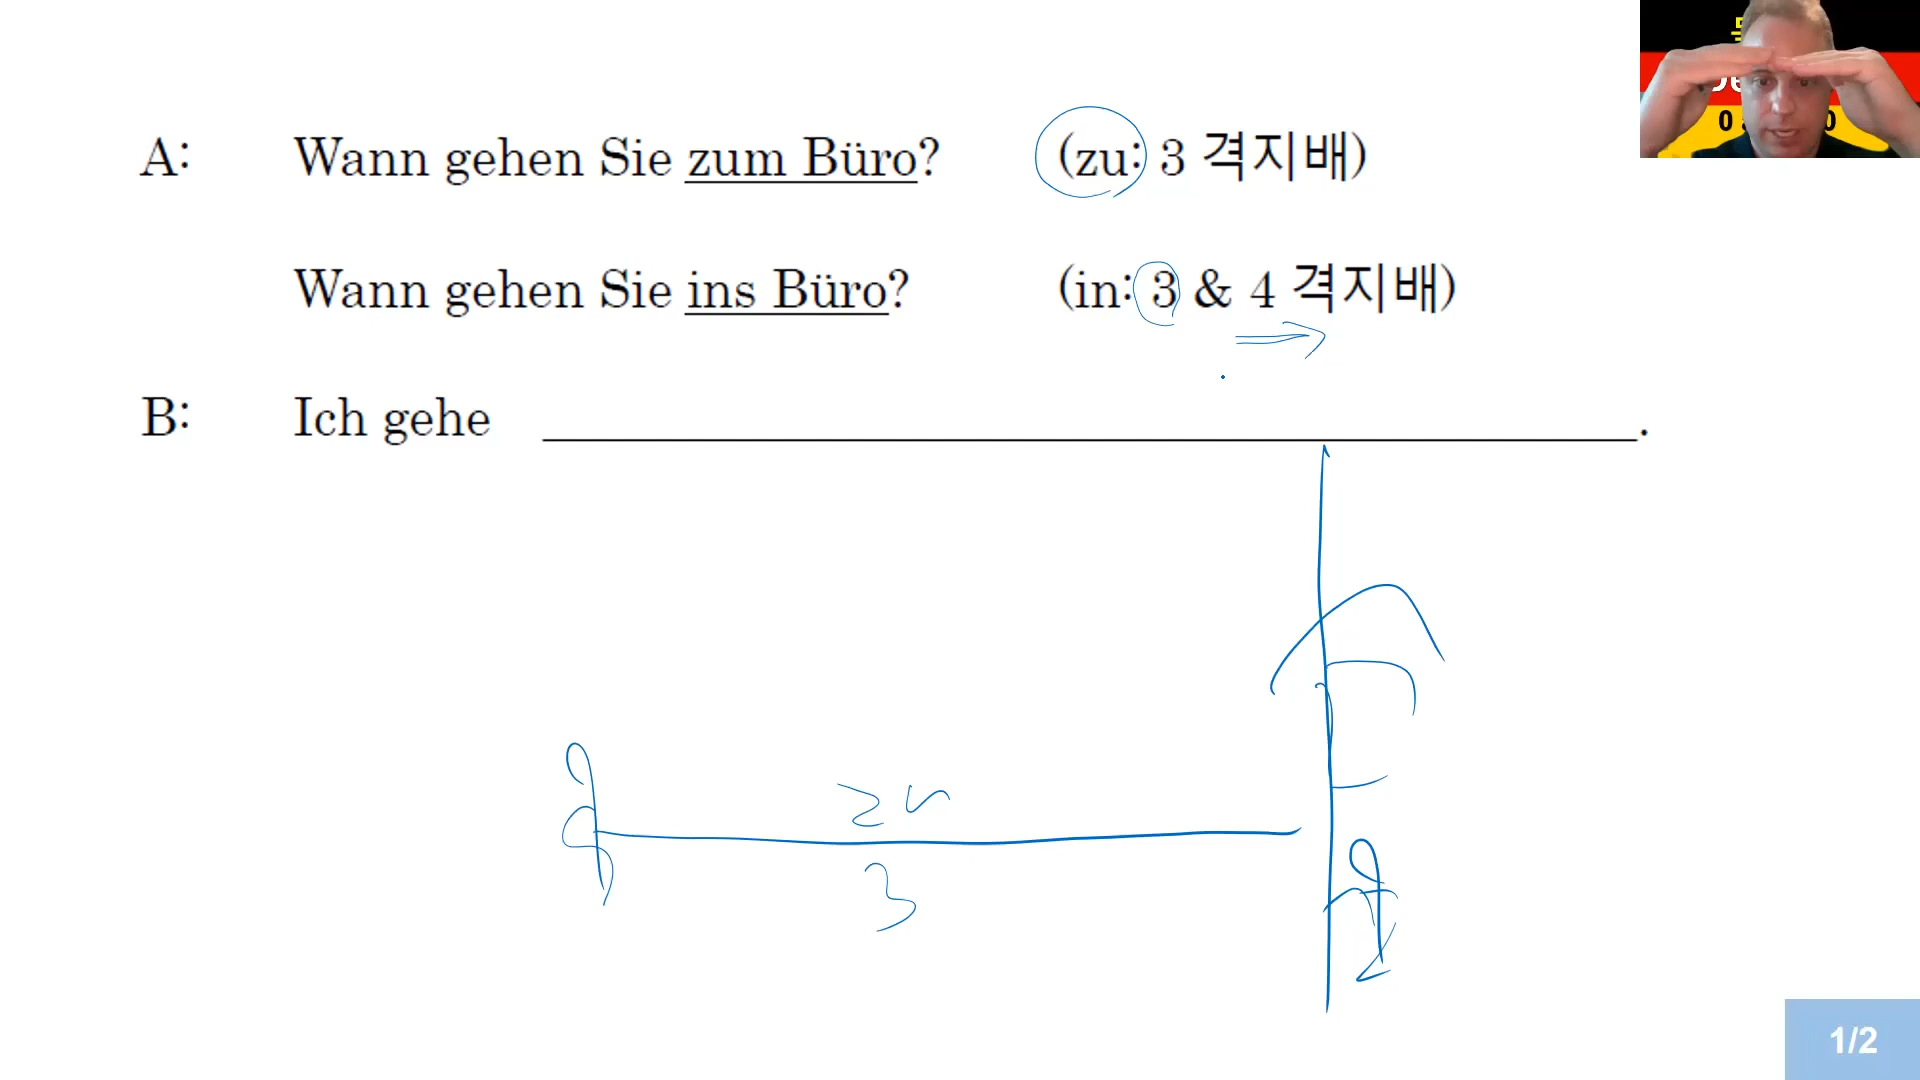 A: Wann gehen Sie zum Büro? (zu: 3 격지배)
Wann gehen Sie ins Büro? (in: 3 & 4 격지배)
B: Ich gehe ______________________________.
zu
3
1/2